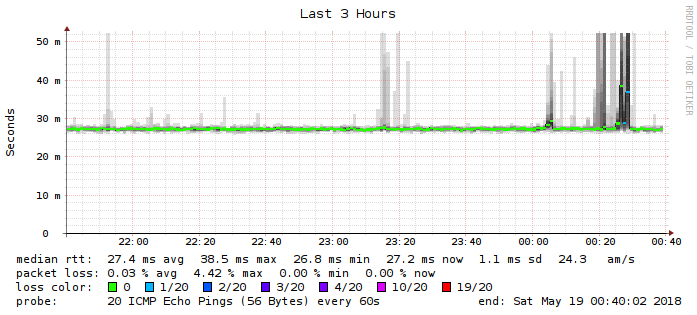 Last 3 Hours
RRDTOOL / TOBI OETIKER
Seconds
50 m
40 m
30 m
20 m
10 m
0
22:00 22:20 22:40 23:00 23:20 23:40 00:00 00:20 00:40
median rtt: 27.4 ms avg 38.5 ms max 26.8 ms min 27.2 ms now 1.1 ms sd 24.3 am/s
packet loss: 0.03 % avg 4.42 % max 0.00 % min 0.00 % now
loss color: 0 1/20 2/20 3/20 4/20 10/20 19/20
probe: 20 ICMP Echo Pings (56 Bytes) every 60s end: Sat May 19 00:40:02 2018